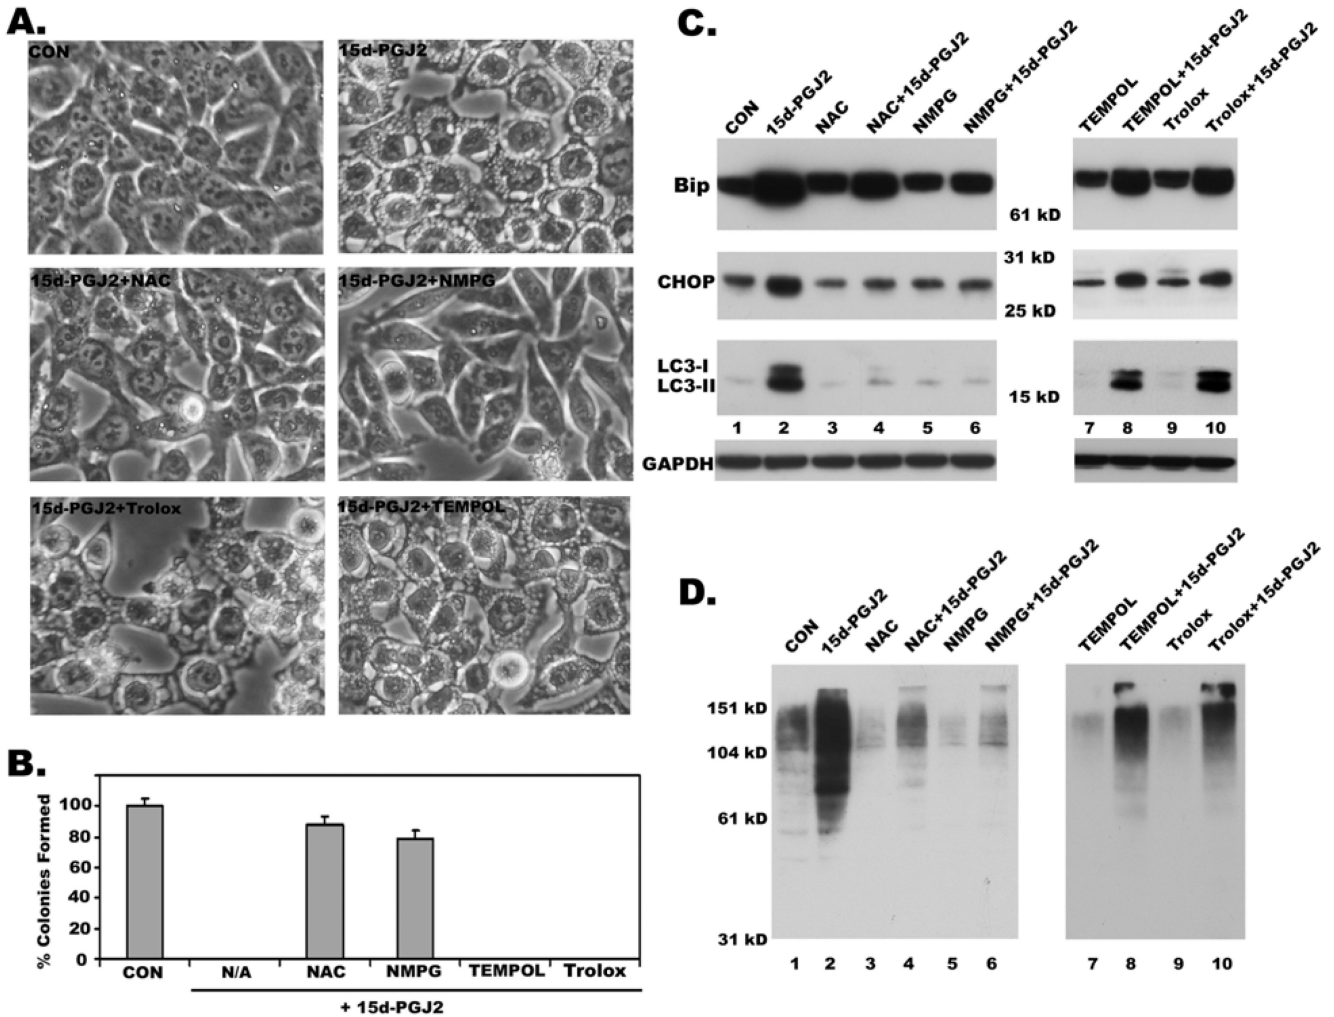 A.
CON
15d-PGJ2
15d-PGJ2+NAC
15d-PGJ2+NMPG
15d-PGJ2+Trolox
15d-PGJ2+TEMPOL
B.
% Colonies Formed
100
80
60
40
20
0
CON N/A NAC NMPG TEMPOL Trolox
+ 15d-PGJ2
C.
CON
15d-PGJ2
NAC
NAC+15d-PGJ2
NMPG
NMPG+15d-PGJ2
TEMPOL
TEMPOL+15d-PGJ2
Trolox
Trolox+15d-PGJ2
Bip
61 kD
31 kD
CHOP
25 kD
LC3-I
LC3-II
15 kD
1 2 3 4 5 6 7 8 9 10
GAPDH
D.
CON
15d-PGJ2
NAC
NAC+15d-PGJ2
NMPG
NMPG+15d-PGJ2
TEMPOL
TEMPOL+15d-PGJ2
Trolox
Trolox+15d-PGJ2
151 kD
104 kD
61 kD
31 kD
1 2 3 4 5 6 7 8 9 10